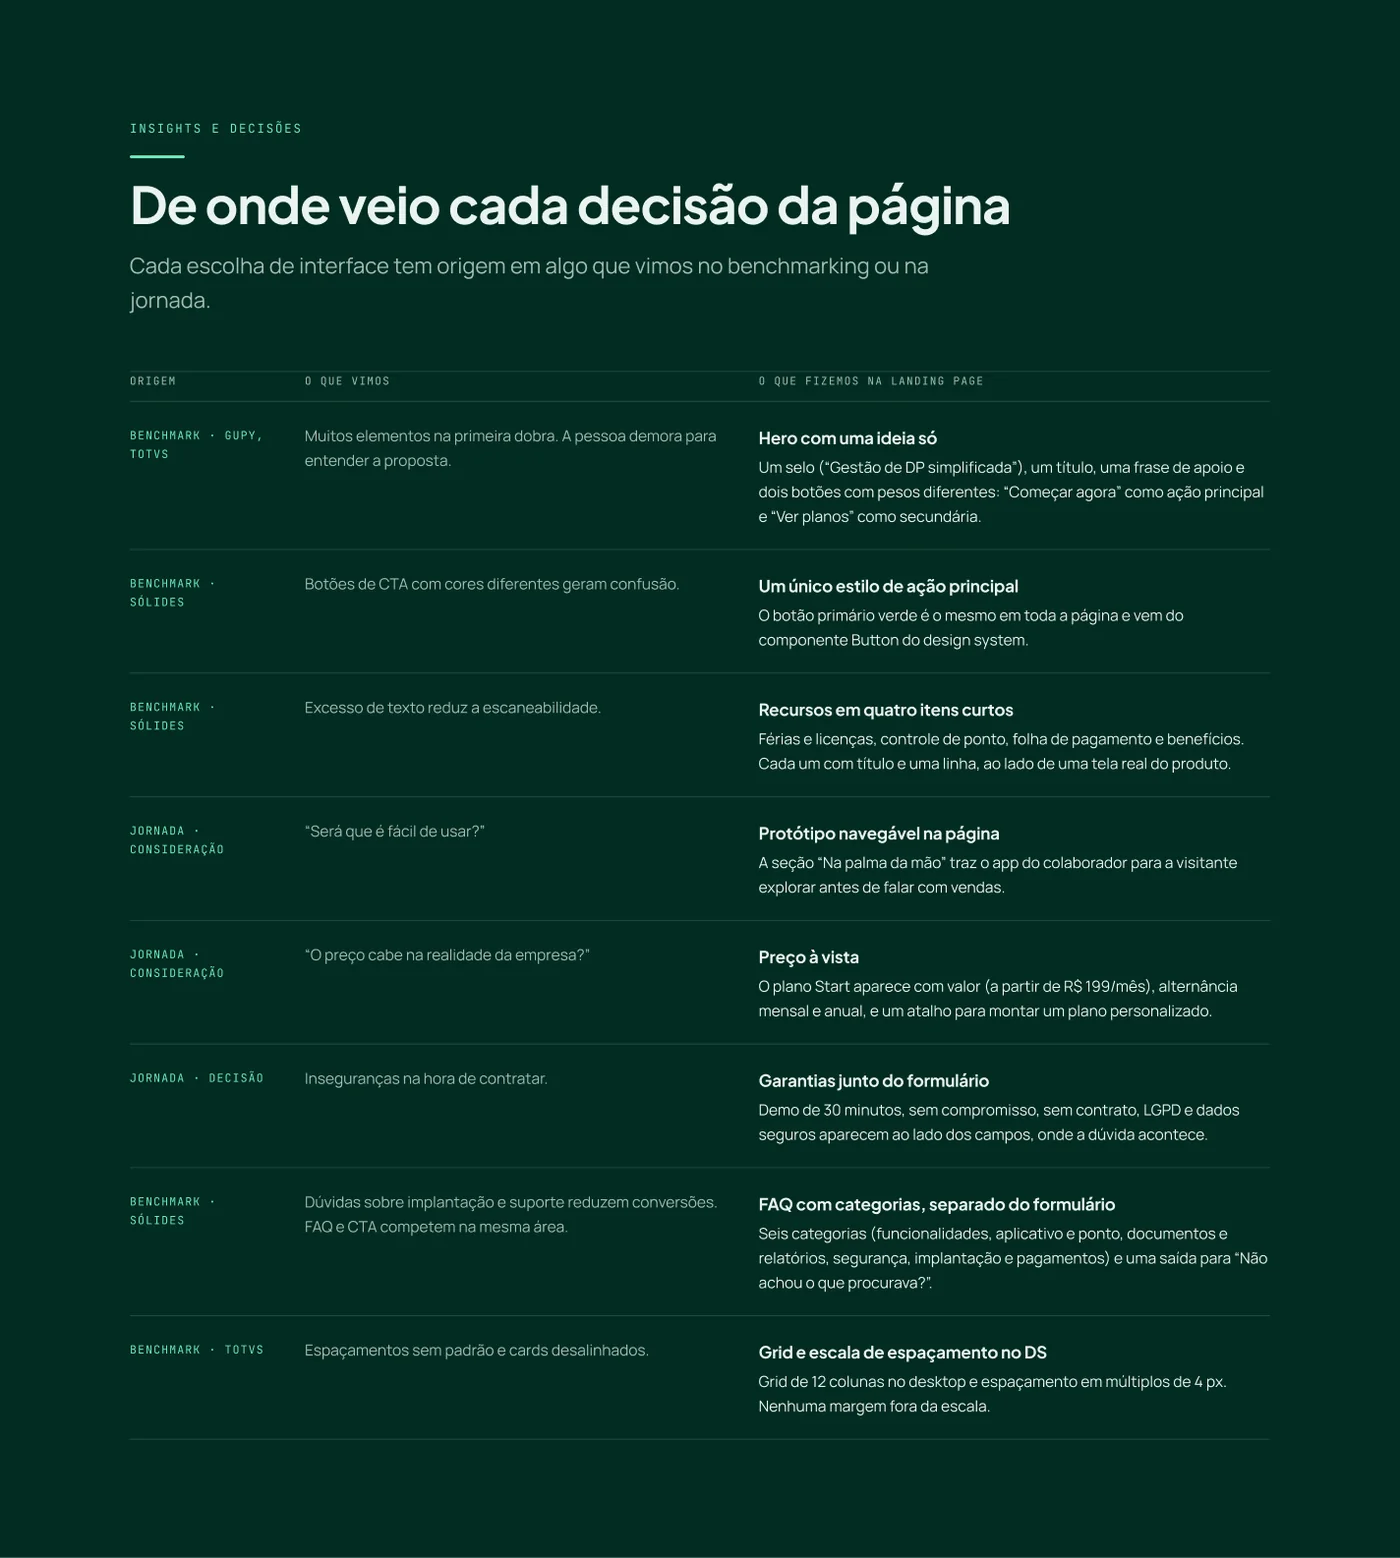 INSIGHTS E DECISÕES
De onde veio cada decisão da página
Cada escolha de interface tem origem em algo que vimos no benchmarking ou na
jornada.
ORIGEM
O QUE VIMOS
O QUE FIZEMOS NA LANDING PAGE
BENCHMARK · GUPY,
TOTVS
Muitos elementos na primeira dobra. A pessoa demora para
entender a proposta.
Hero com uma ideia só
Um selo (“Gestão de DP simplificada”), um título, uma frase de apoio e
dois botões com pesos diferentes: “Começar agora” como ação principal
e “Ver planos” como secundária.
BENCHMARK ·
SÓLIDES
Botões de CTA com cores diferentes geram confusão.
Um único estilo de ação principal
O botão primário verde é o mesmo em toda a página e vem do
componente Button do design system.
BENCHMARK ·
SÓLIDES
Excesso de texto reduz a escaneabilidade.
Recursos em quatro itens curtos
Férias e licenças, controle de ponto, folha de pagamento e benefícios.
Cada um com título e uma linha, ao lado de uma tela real do produto.
JORNADA ·
CONSIDERAÇÃO
“Será que é fácil de usar?”
Protótipo navegável na página
A seção “Na palma da mão” traz o app do colaborador para a visitante
explorar antes de falar com vendas.
JORNADA ·
CONSIDERAÇÃO
“O preço cabe na realidade da empresa?”
Preço à vista
O plano Start aparece com valor (a partir de R$ 199/mês), alternância
mensal e anual, e um atalho para montar um plano personalizado.
JORNADA · DECISÃO
Inseguranças na hora de contratar.
Garantias junto do formulário
Demo de 30 minutos, sem compromisso, sem contrato, LGPD e dados
seguros aparecem ao lado dos campos, onde a dúvida acontece.
BENCHMARK ·
SÓLIDES
Dúvidas sobre implantação e suporte reduzem conversões.
FAQ e CTA competem na mesma área.
FAQ com categorias, separado do formulário
Seis categorias (funcionalidades, aplicativo e ponto, documentos e
relatórios, segurança, implantação e pagamentos) e uma saída para “Não
achou o que procurava?”.
BENCHMARK · TOTVS
Espaçamentos sem padrão e cards desalinhados.
Grid e escala de espaçamento no DS
Grid de 12 colunas no desktop e espaçamento em múltiplos de 4 px.
Nenhuma margem fora da escala.